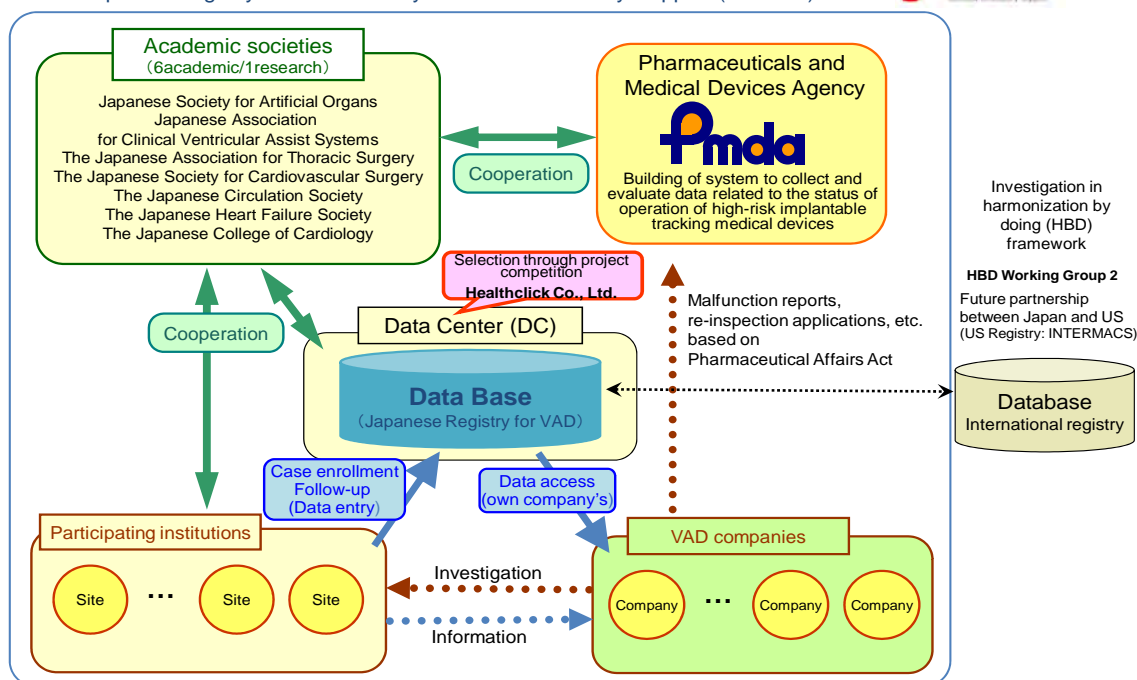 Academic societies
（6academic/1research）
Japanese Society for Artificial Organs
Japanese Association
for Clinical Ventricular Assist Systems
The Japanese Association for Thoracic Surgery
The Japanese Society for Cardiovascular Surgery
The Japanese Circulation Society
The Japanese Heart Failure Society
The Japanese College of Cardiology
Cooperation
Pharmaceuticals and
Medical Devices Agency
Pmda
Building of system to collect and
evaluate data related to the status of
operation of high-risk implantable
tracking medical devices
Investigation in
harmonization by
doing (HBD)
framework
HBD Working Group 2
Future partnership
between Japan and US
(US Registry: INTERMACS)
Selection through project
competition
Healthclick Co., Ltd.
Cooperation
Data Center (DC)
Malfunction reports,
re-inspection applications, etc.
based on
Pharmaceutical Affairs Act
Data Base
（Japanese Registry for VAD）
Database
International registry
Case enrollment
Follow-up
(Data entry)
Data access
(own company's)
Participating institutions
Site
...
Site
Site
Investigation
Information
VAD companies
Company
...
Company
Company